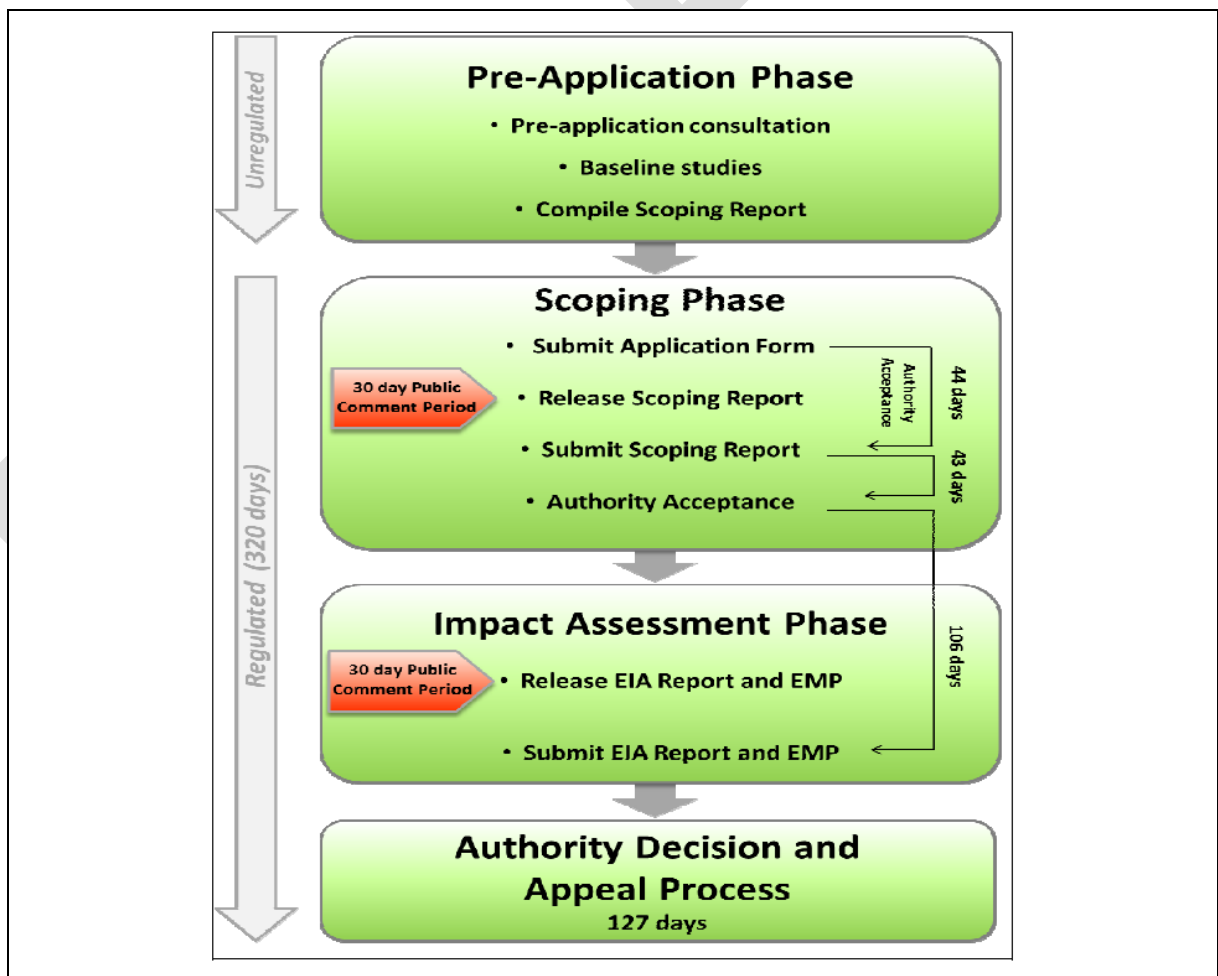 Unregulated
Pre-Application Phase
• Pre-application consultation
• Baseline studies
• Compile Scoping Report
Regulated (320 days)
Scoping Phase
• Submit Application Form
30 day Public
Comment Period
• Release Scoping Report
• Submit Scoping Report
• Authority Acceptance
Authority
Acceptance
44 days
43 days
106 days
Impact Assessment Phase
30 day Public
Comment Period
• Release EIA Report and EMP
• Submit EIA Report and EMP
Authority Decision and
Appeal Process
127 days